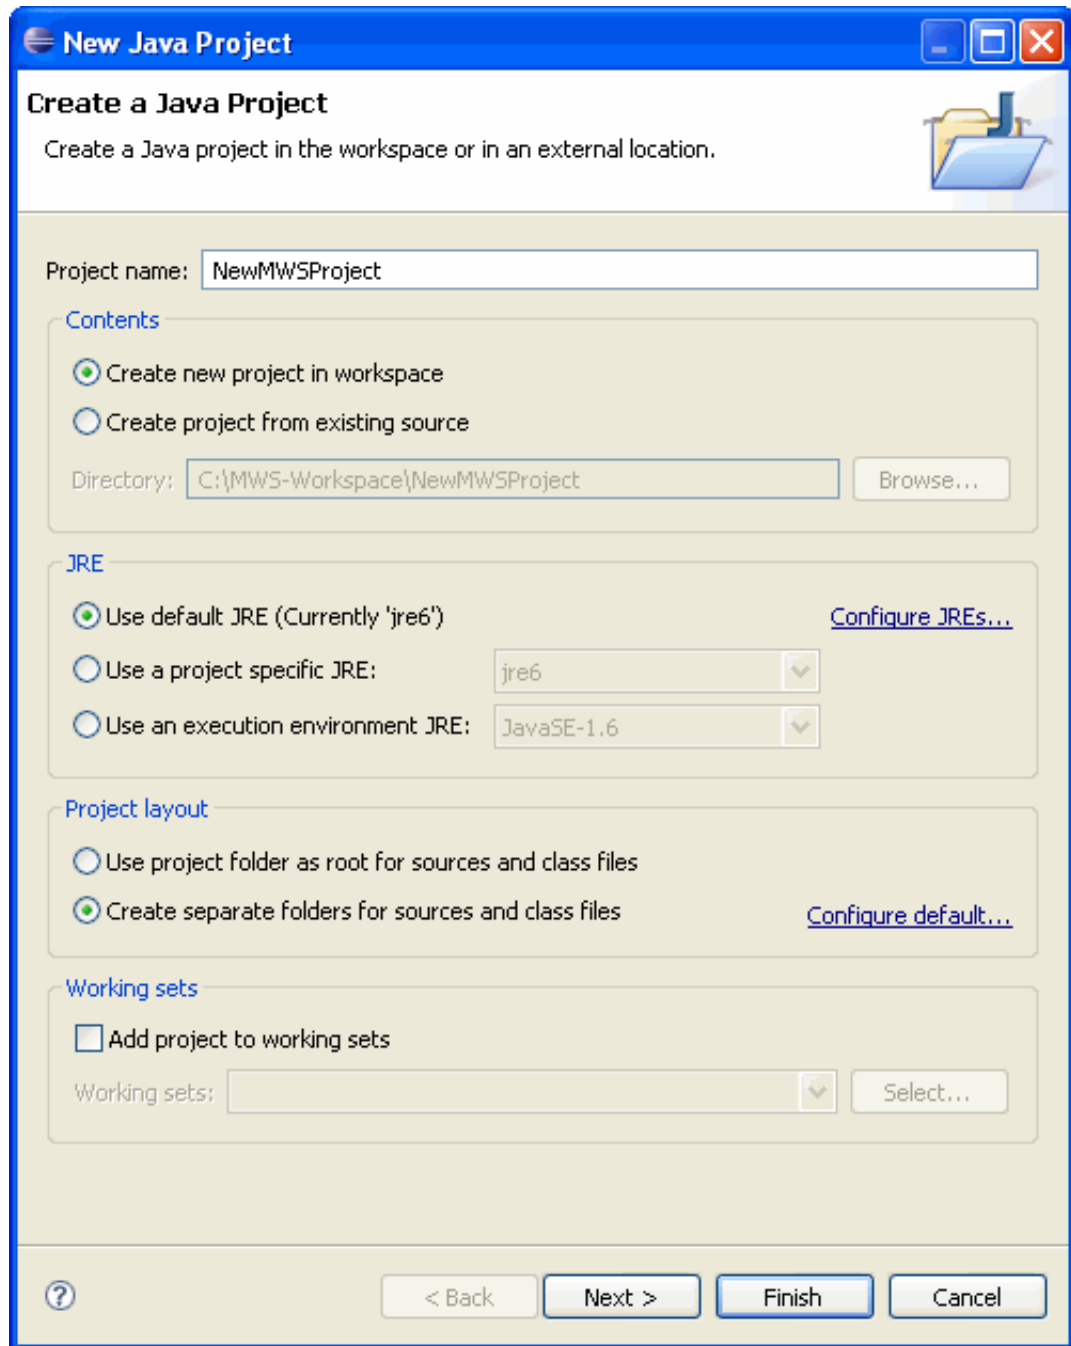 New Java Project
Create a Java Project
Create a Java project in the workspace or in an external location.
Project name: NewMWSProject
Contents
Create new project in workspace
Create project from existing source
Directory: C:\MWS-Workspace\NewMWSProject Browse...
JRE
Use default JRE (Currently 'jre6') Configure JREs...
Use a project specific JRE: jre6
Use an execution environment JRE: JavaSE-1.6
Project layout
Use project folder as root for sources and class files
Create separate folders for sources and class files Configure default...
Working sets
Add project to working sets
Working sets: Select...
? < Back Next > Finish Cancel